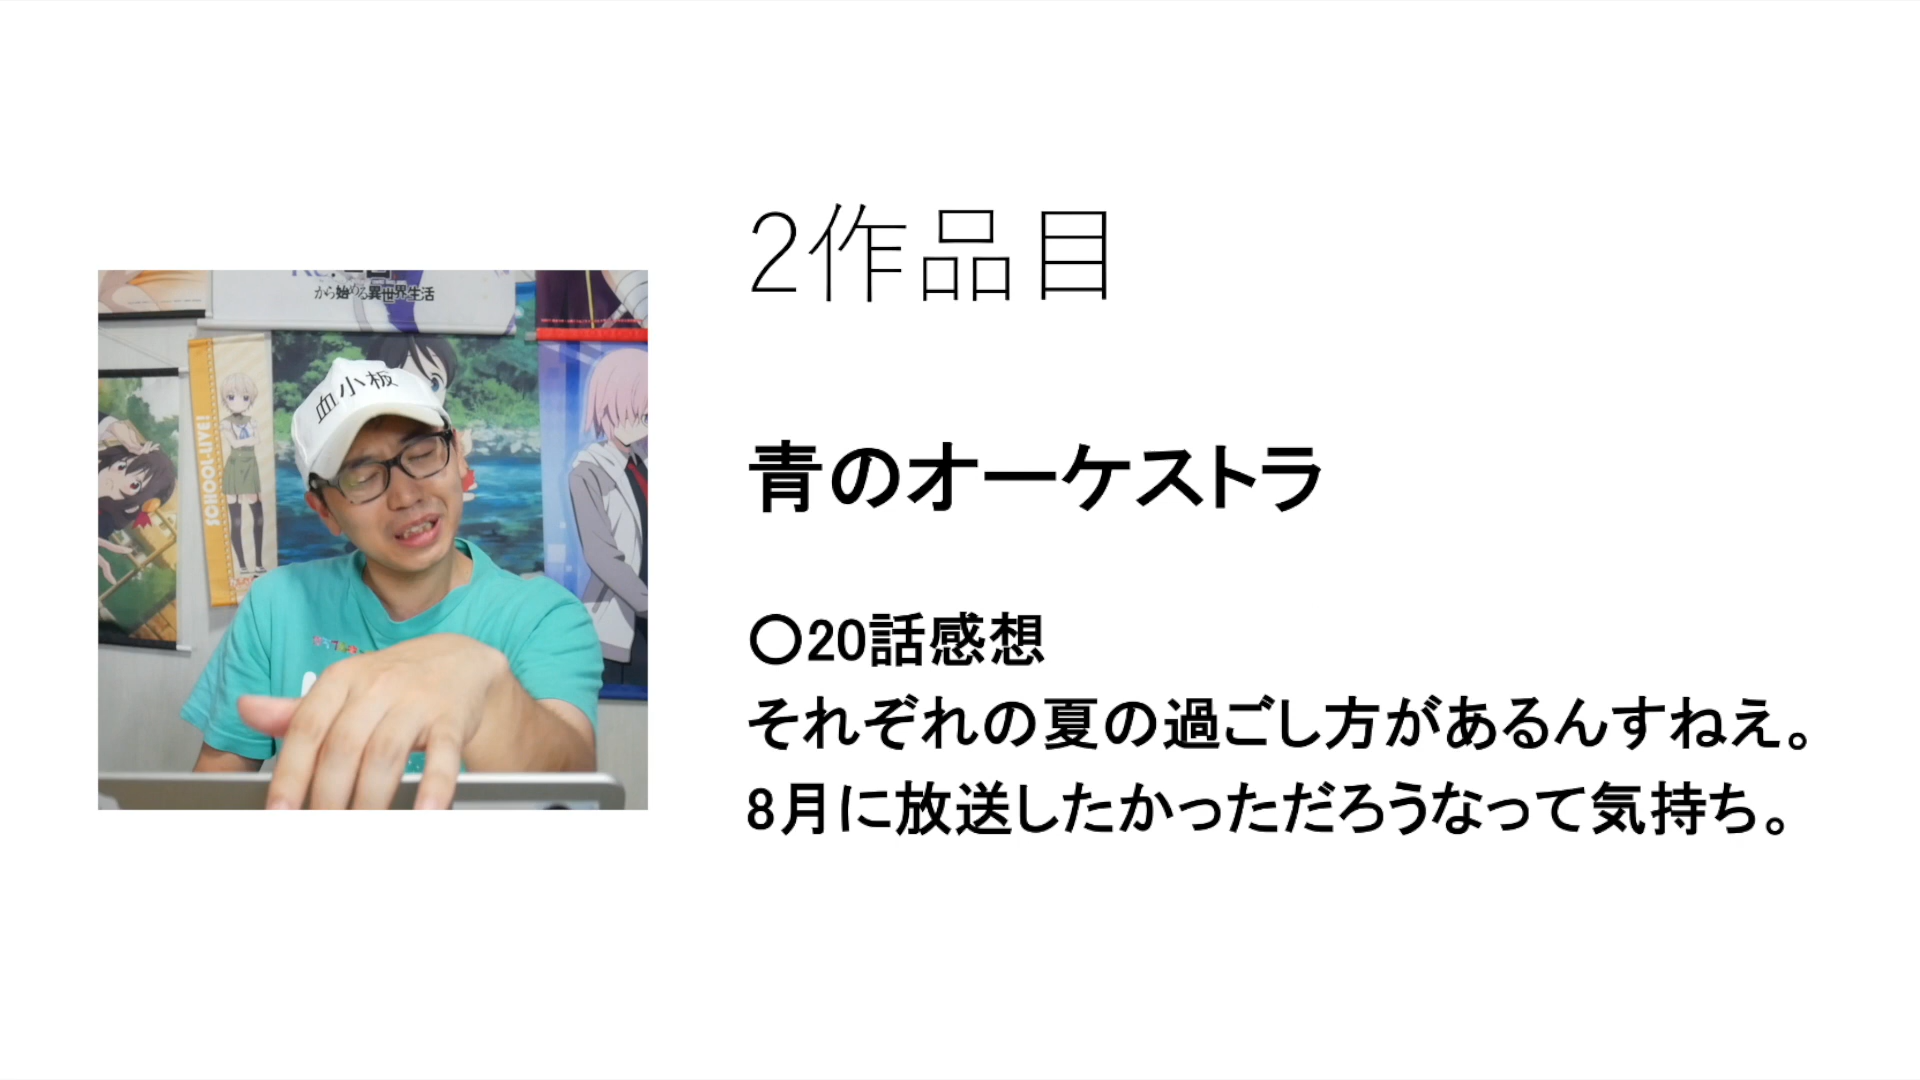 2作品目
から始める異世界生活
血小板
SCHOOL-LIVE!
青のオーケストラ
〇20話感想
それぞれの夏の過ごし方があるんすねえ。
8月に放送したかっただろうなって気持ち。